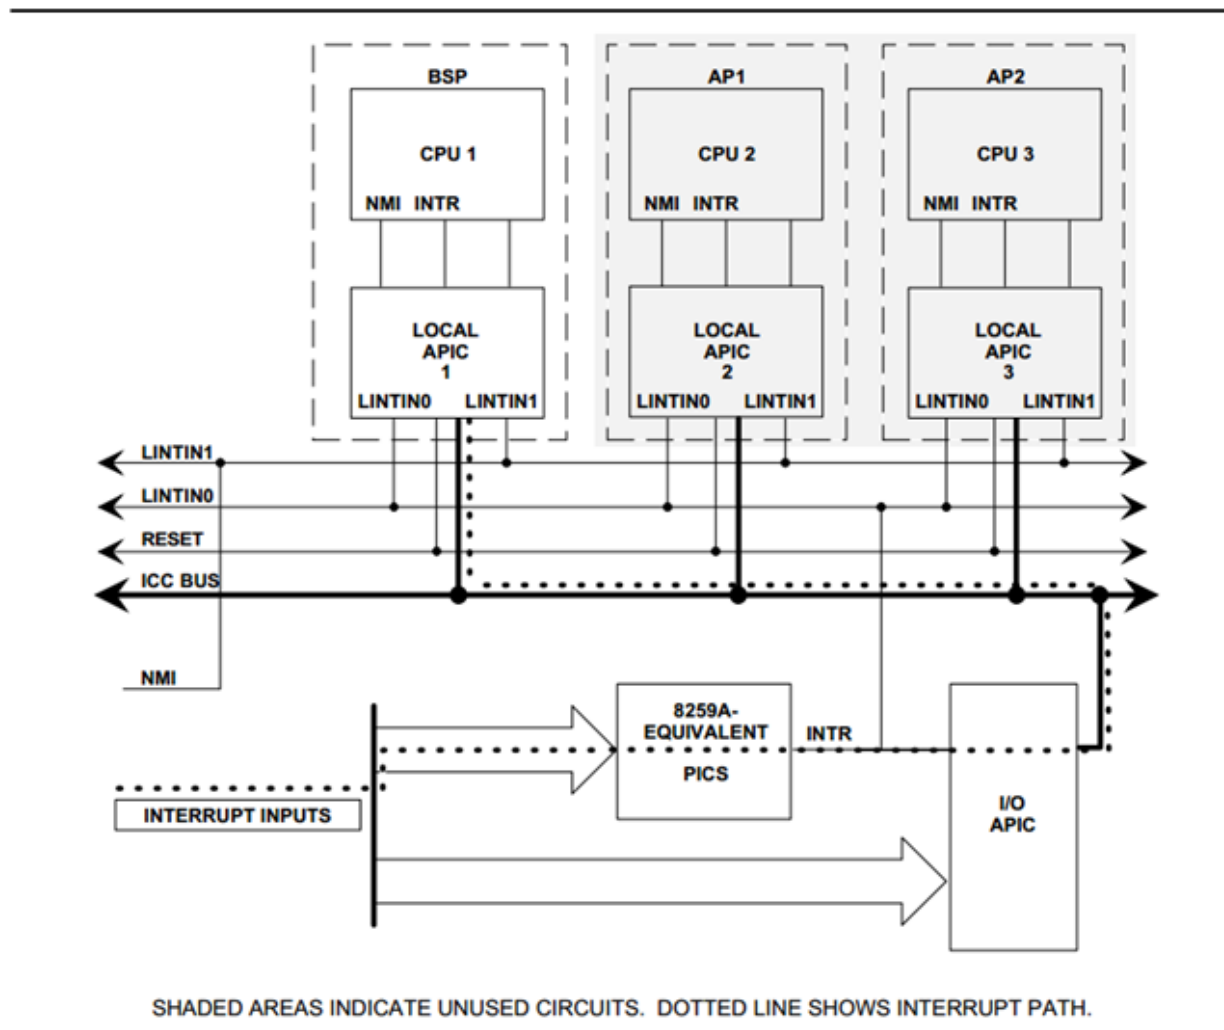 BSP
AP1
AP2
CPU 1
CPU 2
CPU 3
NMI INTR
NMI INTR
NMI INTR
LOCAL
APIC
1
LOCAL
APIC
2
LOCAL
APIC
3
LINTIN0 LINTIN1
LINTIN0 LINTIN1
LINTIN0 LINTIN1
LINTIN1
LINTIN0
RESET
ICC BUS
NMI
8259A-
EQUIVALENT
PICS
INTR
I/O
APIC
INTERRUPT INPUTS
SHADED AREAS INDICATE UNUSED CIRCUITS. DOTTED LINE SHOWS INTERRUPT PATH.